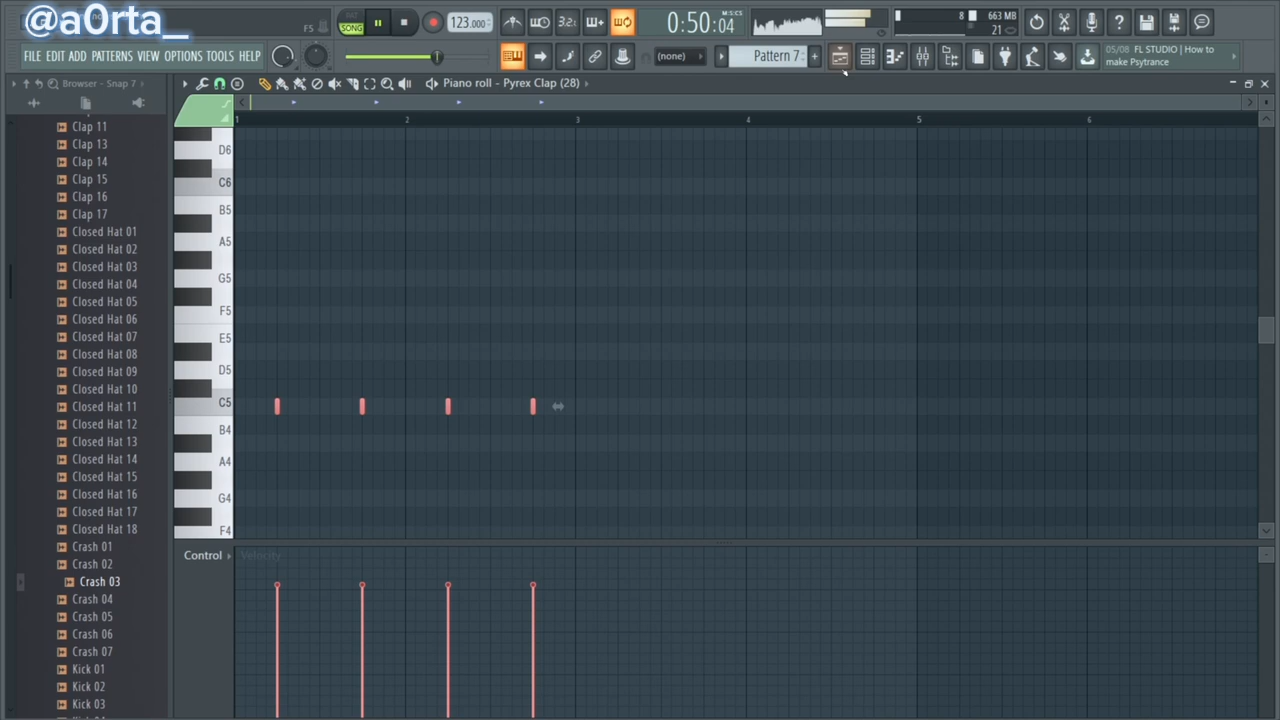 @a0rta_
F5
PAT
SONG
123.000
3.2:
0:50:04
M:S:CS
8
663 MB
21
FILE EDIT ADD PATTERNS VIEW OPTIONS TOOLS HELP
(none)
Pattern 7
05/08 FL STUDIO | How to
make Psytrance
Browser - Snap 7
Piano roll - Pyrex Clap (28)
1 2 3 4 5 6
Clap 11
Clap 13
Clap 14
Clap 15
Clap 16
Clap 17
Closed Hat 01
Closed Hat 02
Closed Hat 03
Closed Hat 04
Closed Hat 05
Closed Hat 06
Closed Hat 07
Closed Hat 08
Closed Hat 09
Closed Hat 10
Closed Hat 11
Closed Hat 12
Closed Hat 13
Closed Hat 14
Closed Hat 15
Closed Hat 16
Closed Hat 17
Closed Hat 18
Crash 01
Crash 02
Crash 03
Crash 04
Crash 05
Crash 06
Crash 07
Kick 01
Kick 02
Kick 03
D6
C6
B5
A5
G5
F5
E5
D5
C5
B4
A4
G4
F4
Control
Velocity